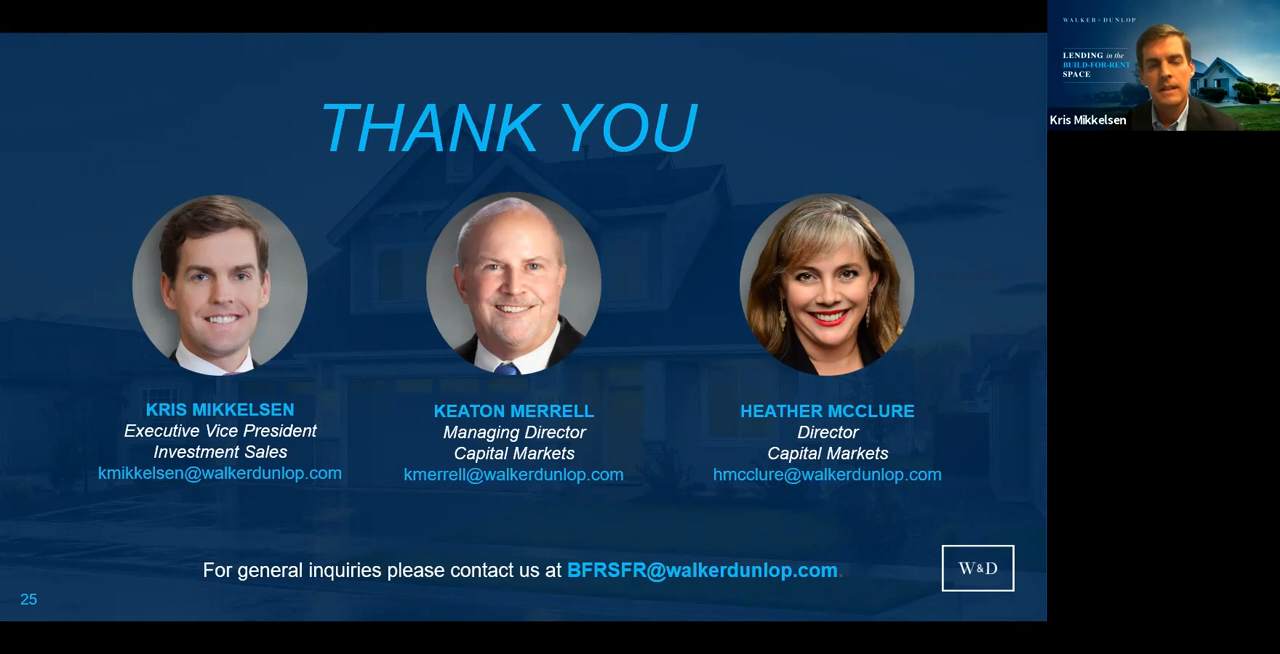 THANK YOU
KRIS MIKKELSEN
Executive Vice President
Investment Sales
kmikkelsen@walkerdunlop.com
KEATON MERRELL
Managing Director
Capital Markets
kmerrell@walkerdunlop.com
HEATHER MCCLURE
Director
Capital Markets
hmcclure@walkerdunlop.com
For general inquiries please contact us at BFRSFR@walkerdunlop.com.
W&D
25
WALKER & DUNLOP
LENDING in the
BUILD-FOR-RENT
SPACE
Kris Mikkelsen